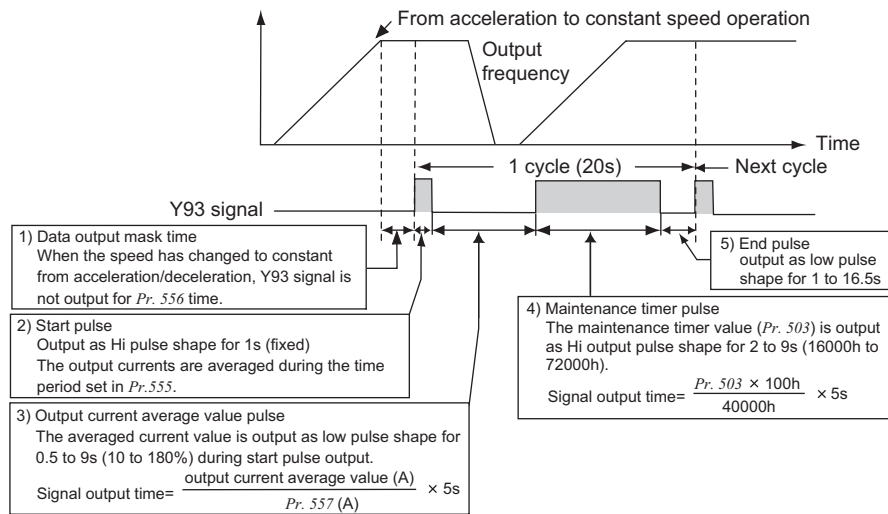 From acceleration to constant speed operation
Output
frequency
Time
1 cycle (20s)
Next cycle
Y93 signal
1) Data output mask time
When the speed has changed to constant
from acceleration/deceleration, Y93 signal is
not output for Pr. 556 time.
2) Start pulse
Output as Hi pulse shape for 1s (fixed)
The output currents are averaged during the time
period set in Pr.555.
3) Output current average value pulse
The averaged current value is output as low pulse shape for
0.5 to 9s (10 to 180%) during start pulse output.
Signal output time= output current average value (A) / Pr. 557 (A) × 5s
5) End pulse
output as low pulse
shape for 1 to 16.5s
4) Maintenance timer pulse
The maintenance timer value (Pr. 503) is output
as Hi output pulse shape for 2 to 9s (16000h to
72000h).
Signal output time= Pr. 503 × 100h / 40000h × 5s